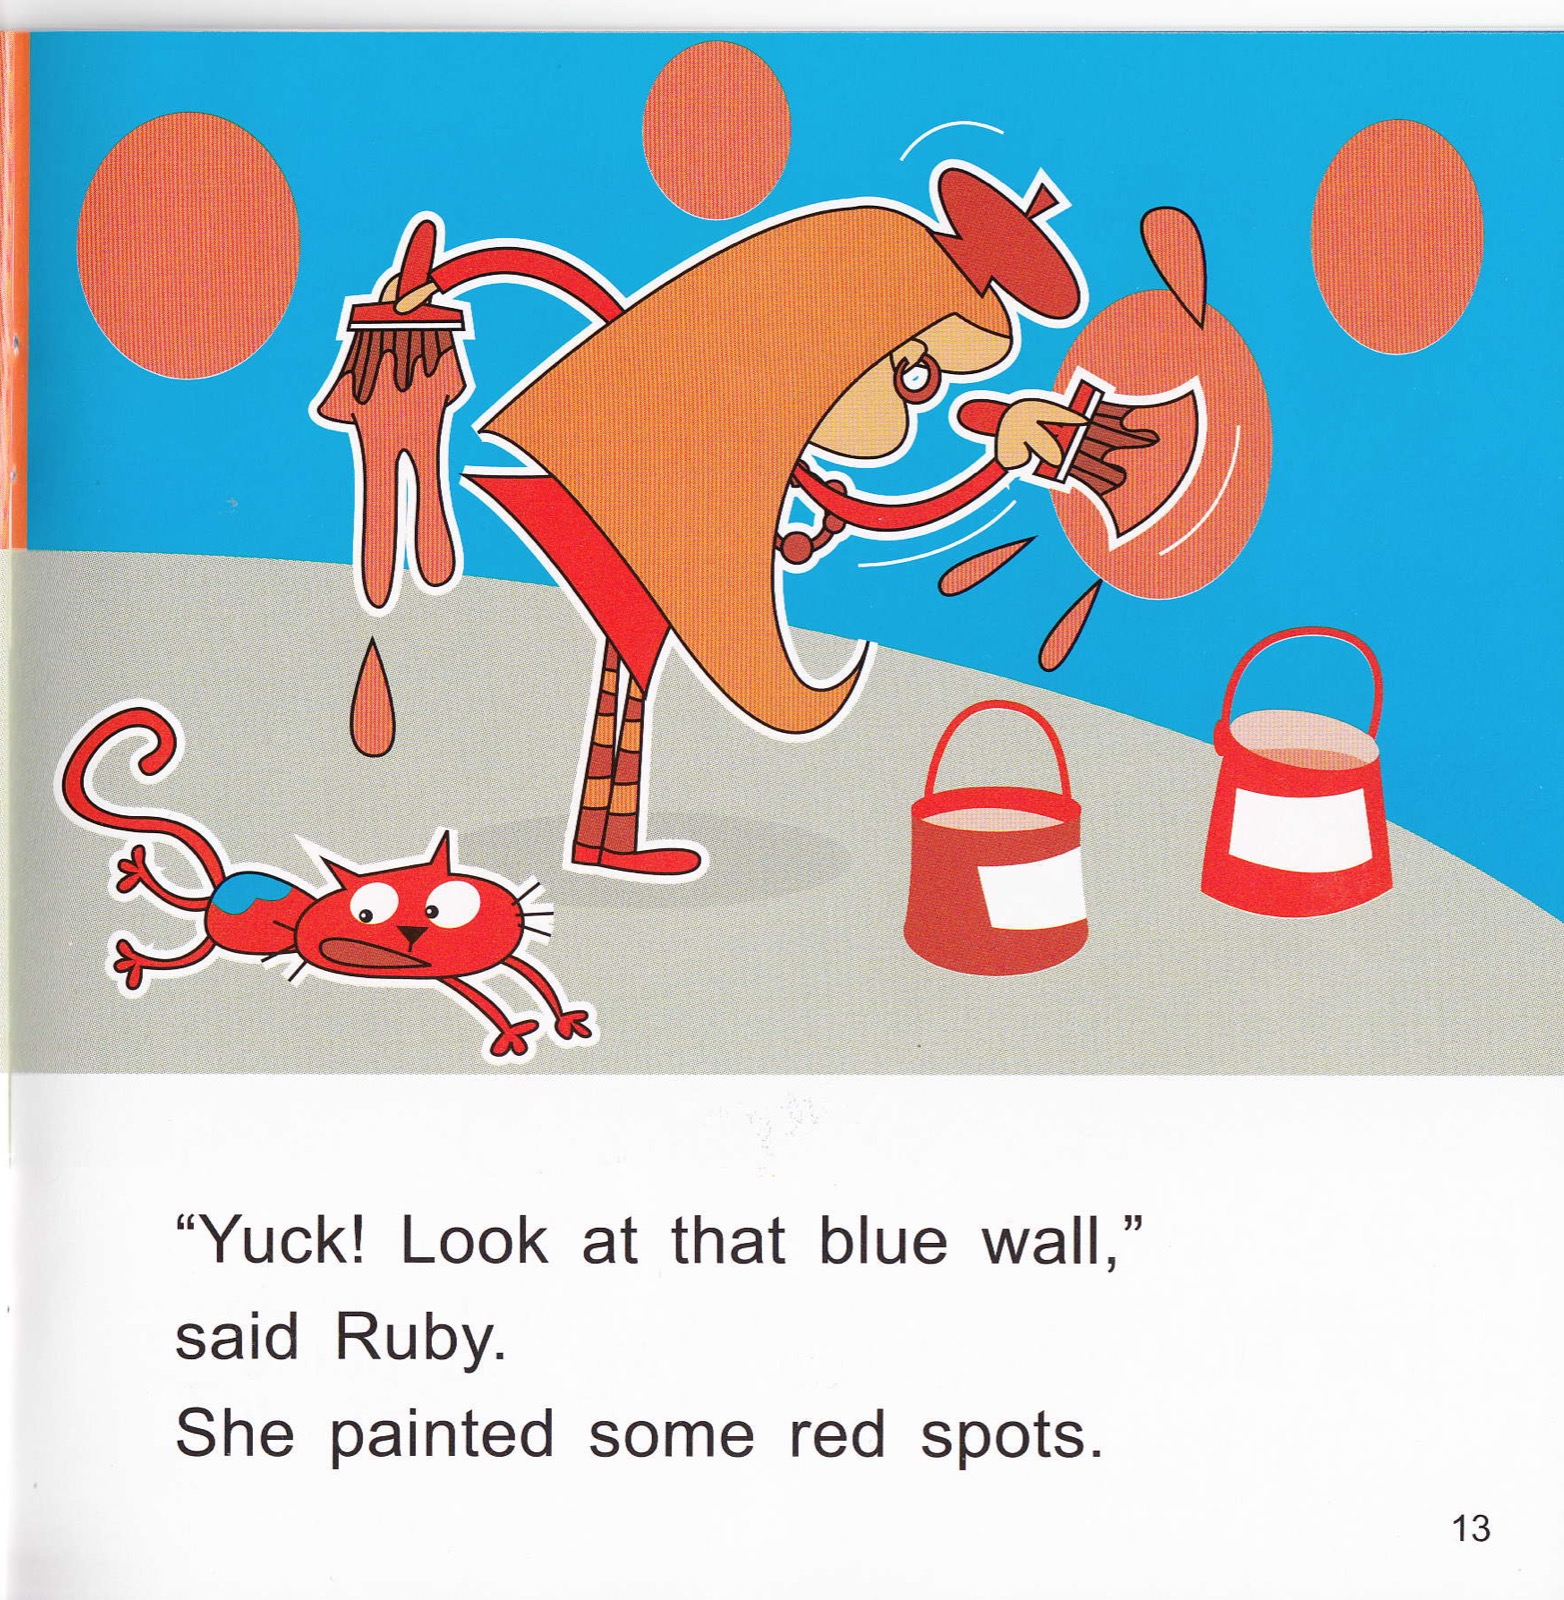 “Yuck! Look at that blue wall,”
said Ruby.
She painted some red spots.
13